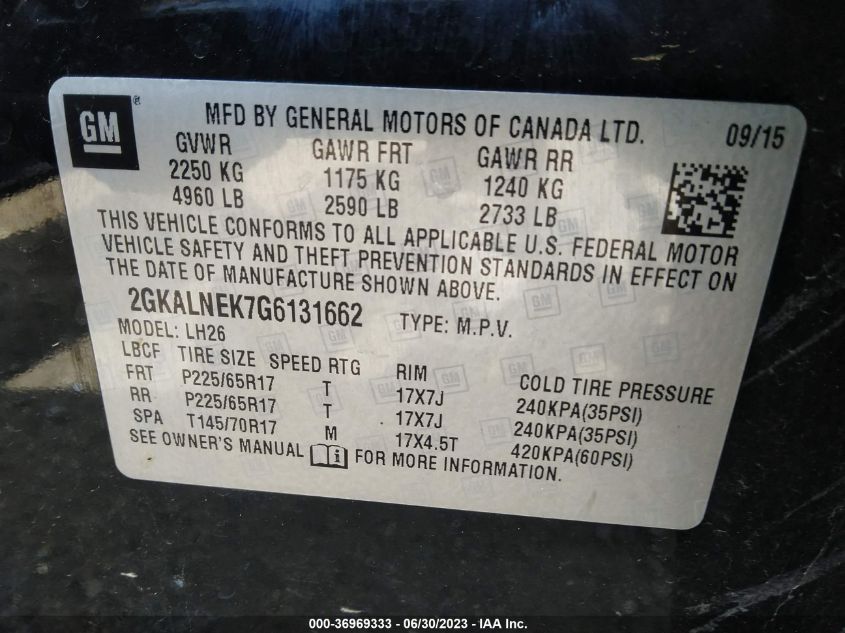 GM ® MFD BY GENERAL MOTORS OF CANADA LTD. 09/15
GVWR GAWR FRT GAWR RR
2250 KG 1175 KG 1240 KG
4960 LB 2590 LB 2733 LB
THIS VEHICLE CONFORMS TO ALL APPLICABLE U.S. FEDERAL MOTOR
VEHICLE SAFETY AND THEFT PREVENTION STANDARDS IN EFFECT ON
THE DATE OF MANUFACTURE SHOWN ABOVE.
2GKALNEK7G6131662 TYPE: M.P.V.
MODEL: LH26
LBCF TIRE SIZE SPEED RTG RIM COLD TIRE PRESSURE
FRT P225/65R17 T 17X7J 240KPA(35PSI)
RR P225/65R17 T 17X7J 240KPA(35PSI)
SPA T145/70R17 M 17X4.5T 420KPA(60PSI)
SEE OWNER'S MANUAL FOR MORE INFORMATION.
000-36969333 - 06/30/2023 - IAA Inc.